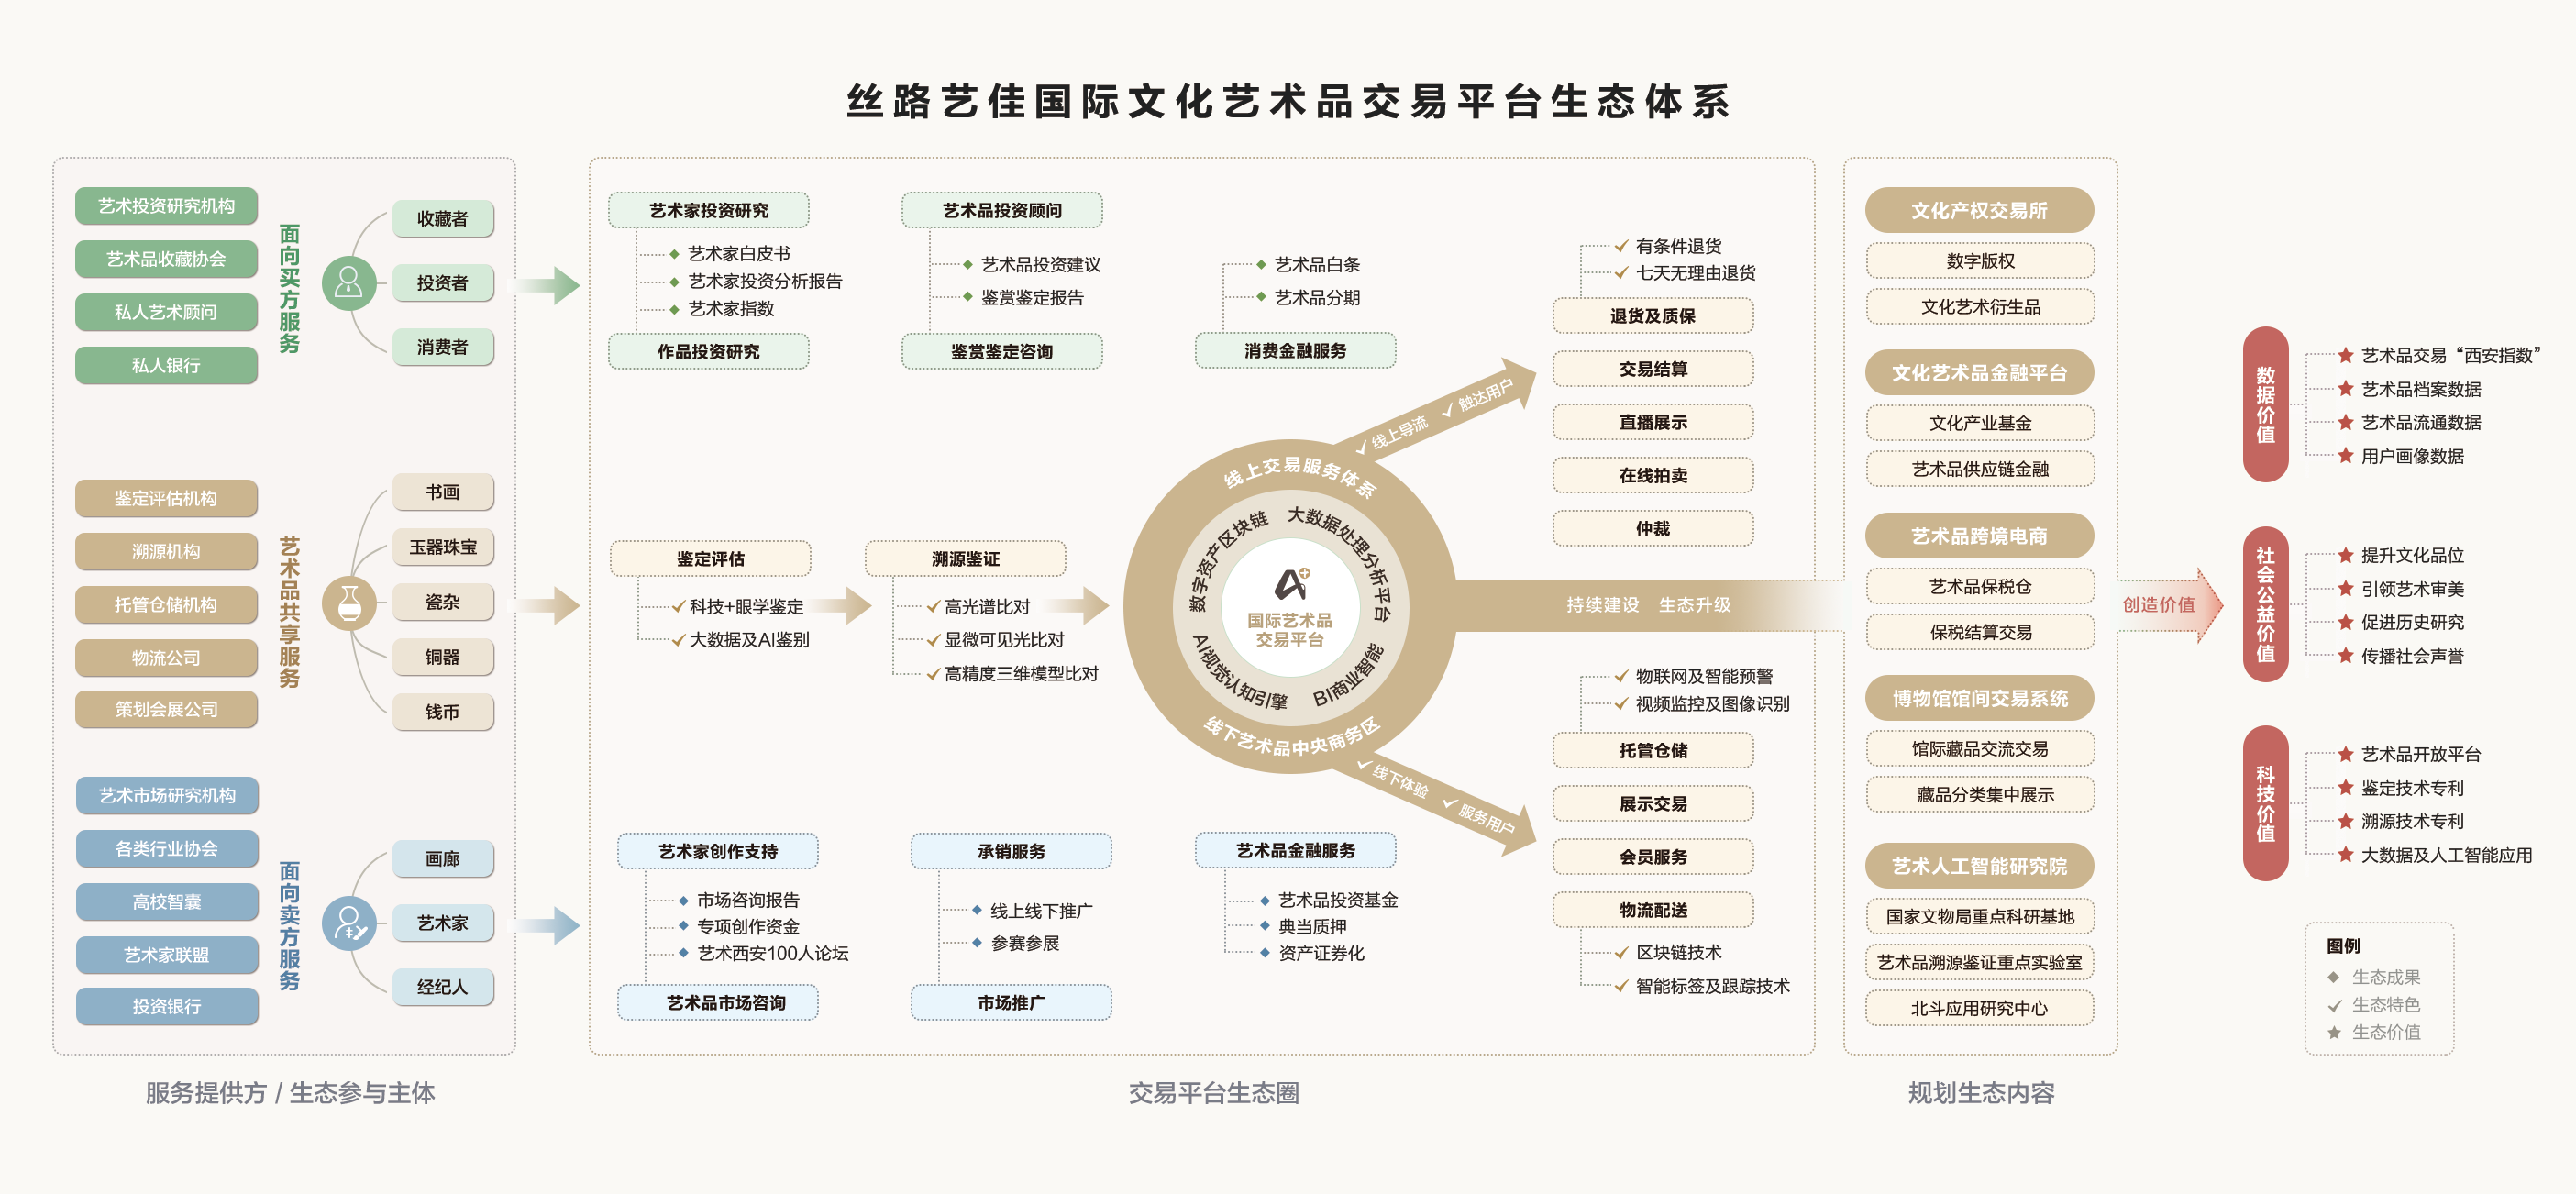 丝路艺佳国际文化艺术品交易平台生态体系
艺术投资研究机构
艺术品收藏协会
私人艺术顾问
私人银行
面向买方服务
收藏者
投资者
消费者
鉴定评估机构
溯源机构
托管仓储机构
物流公司
策划会展公司
艺术品共享服务
书画
玉器珠宝
瓷杂
铜器
钱币
艺术市场研究机构
各类行业协会
高校智囊
艺术家联盟
投资银行
面向卖方服务
画廊
艺术家
经纪人
服务提供方 / 生态参与主体
艺术家投资研究
艺术家白皮书
艺术家投资分析报告
艺术家指数
作品投资研究
艺术品投资顾问
艺术品投资建议
鉴赏鉴定报告
鉴赏鉴定咨询
艺术品白条
艺术品分期
消费金融服务
鉴定评估
科技+眼学鉴定
大数据及AI鉴别
溯源鉴证
高光谱比对
显微可见光比对
高精度三维模型比对
艺术家创作支持
市场咨询报告
专项创作资金
艺术西安100人论坛
艺术品市场咨询
承销服务
线上线下推广
参赛参展
市场推广
艺术品金融服务
艺术品投资基金
典当质押
资产证券化
线上交易服务体系
数字资产区块链
大数据处理分析平台
国际艺术品
交易平台
AI视觉认知引擎
BI商业智能
线下艺术品中央商务区
线上导流
触达用户
线下体验
服务用户
有条件退货
七天无理由退货
退货及质保
交易结算
直播展示
在线拍卖
仲裁
持续建设 生态升级
物联网及智能预警
视频监控及图像识别
托管仓储
展示交易
会员服务
物流配送
区块链技术
智能标签及跟踪技术
交易平台生态圈
文化产权交易所
数字版权
文化艺术衍生品
文化艺术品金融平台
文化产业基金
艺术品供应链金融
艺术品跨境电商
艺术品保税仓
保税结算交易
博物馆馆间交易系统
馆际藏品交流交易
藏品分类集中展示
艺术人工智能研究院
国家文物局重点科研基地
艺术品溯源鉴证重点实验室
北斗应用研究中心
规划生态内容
创造价值
数据价值
艺术品交易“西安指数”
艺术品档案数据
艺术品流通数据
用户画像数据
社会公益价值
提升文化品位
引领艺术审美
促进历史研究
传播社会声誉
科技价值
艺术品开放平台
鉴定技术专利
溯源技术专利
大数据及人工智能应用
图例
生态成果
生态特色
生态价值